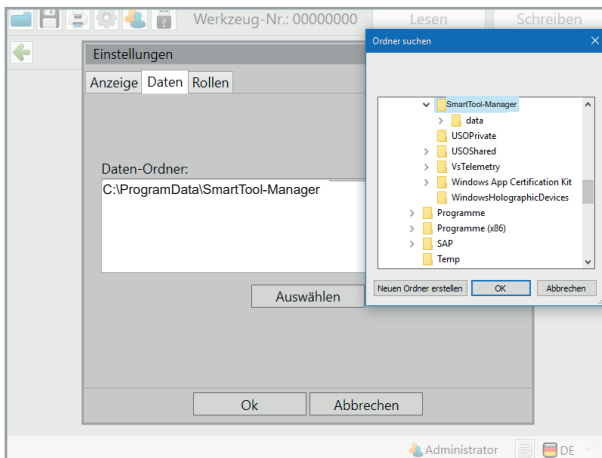 Werkzeug-Nr.: 00000000
Lesen
Schreiben
Einstellungen
Anzeige Daten Rollen
Daten-Ordner:
C:\ProgramData\SmartTool-Manager
Auswählen
Ok
Abbrechen
Ordner suchen
SmartTool-Manager
data
USOPrivate
USOShared
VsTelemetry
Windows App Certification Kit
WindowsHolographicDevices
Programme
Programme (x86)
SAP
Temp
Neuen Ordner erstellen
OK
Abbrechen
Administrator
DE